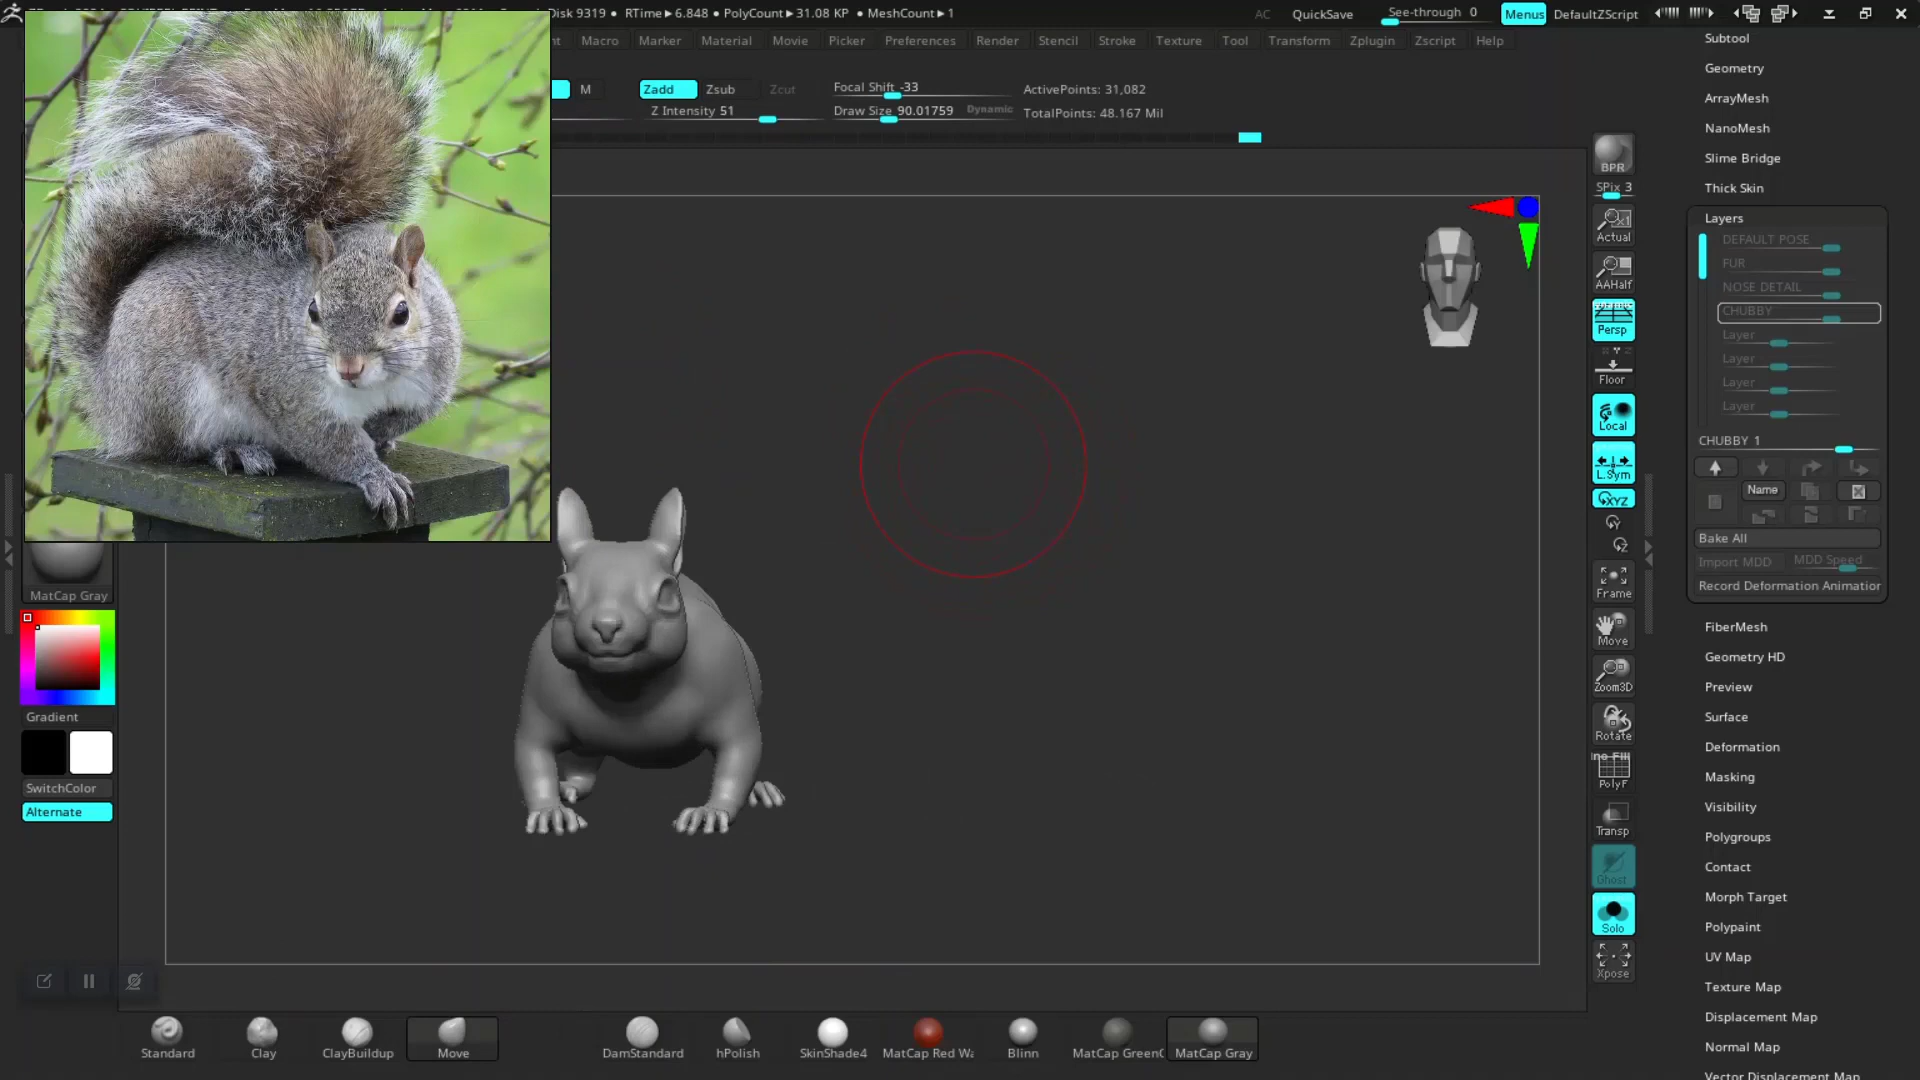 Disk 9319 • RTime▸6.848 • PolyCount▸31.08 KP • MeshCount▸1
AC QuickSave See-through 0 Menus DefaultZScript
Macro Marker Material Movie Picker Preferences Render Stencil Stroke Texture Tool Transform Zplugin Zscript Help
M Zadd Zsub Zcut Focal Shift -33 ActivePoints: 31,082
Z Intensity 51 Draw Size 90.01759 Dynamic TotalPoints: 48.167 Mil
BPR
SPix 3
Actual
AAHalf
Persp
Floor
Local
L.Sym
XYZ
Y
Z
Frame
Move
Zoom3D
Rotate
PolyF
Transp
Ghost
Solo
Xpose
Subtool
Geometry
ArrayMesh
NanoMesh
Slime Bridge
Thick Skin
Layers
DEFAULT POSE
FUR
NOSE DETAIL
CHUBBY
Layer
Layer
Layer
Layer
CHUBBY 1
Name
Bake All
Import MDD MDD Speed
Record Deformation Animation
FiberMesh
Geometry HD
Preview
Surface
Deformation
Masking
Visibility
Polygroups
Contact
Morph Target
Polypaint
UV Map
Texture Map
Displacement Map
Normal Map
Vector Displacement Map
MatCap Gray
Gradient
SwitchColor
Alternate
Standard Clay ClayBuildup Move DamStandard hPolish SkinShade4 MatCap Red Wa Blinn MatCap GreenC MatCap Gray